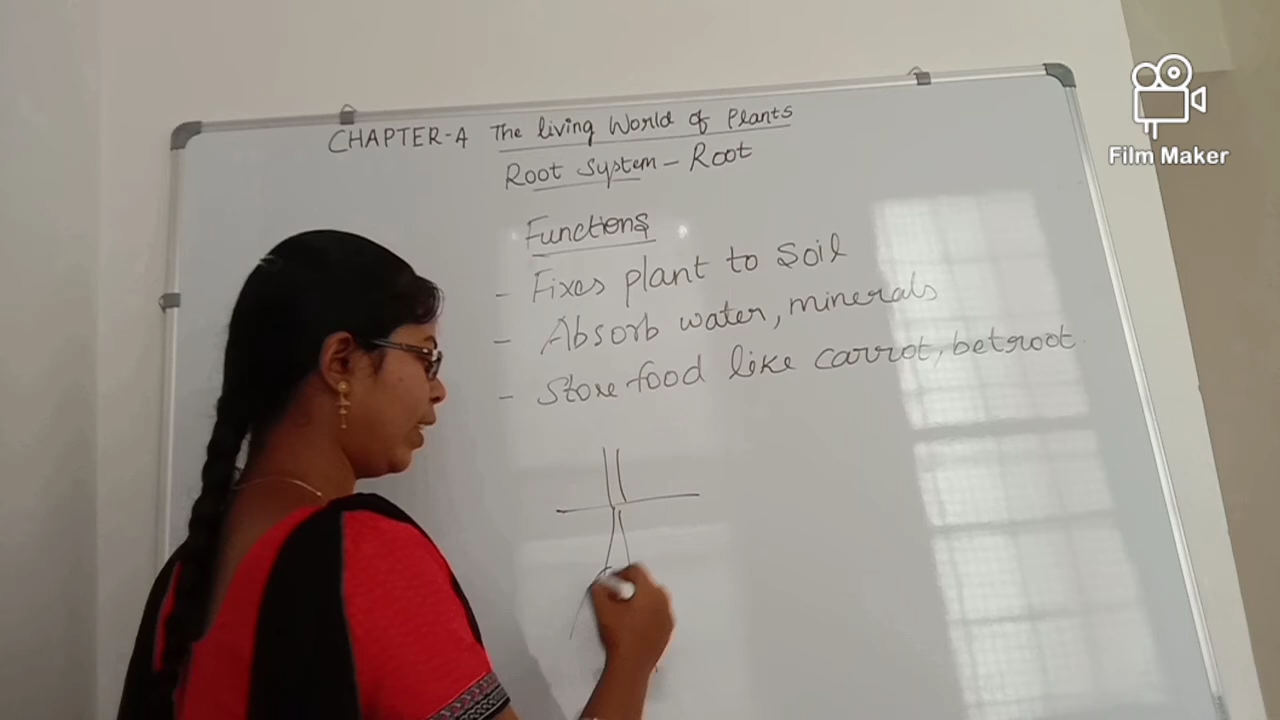 CHAPTER-4 The living World of Plants
Root System - Root
Functions
- Fixes plant to Soil
- Absorb water, minerals
- Store food like carrot, betroot
Film Maker